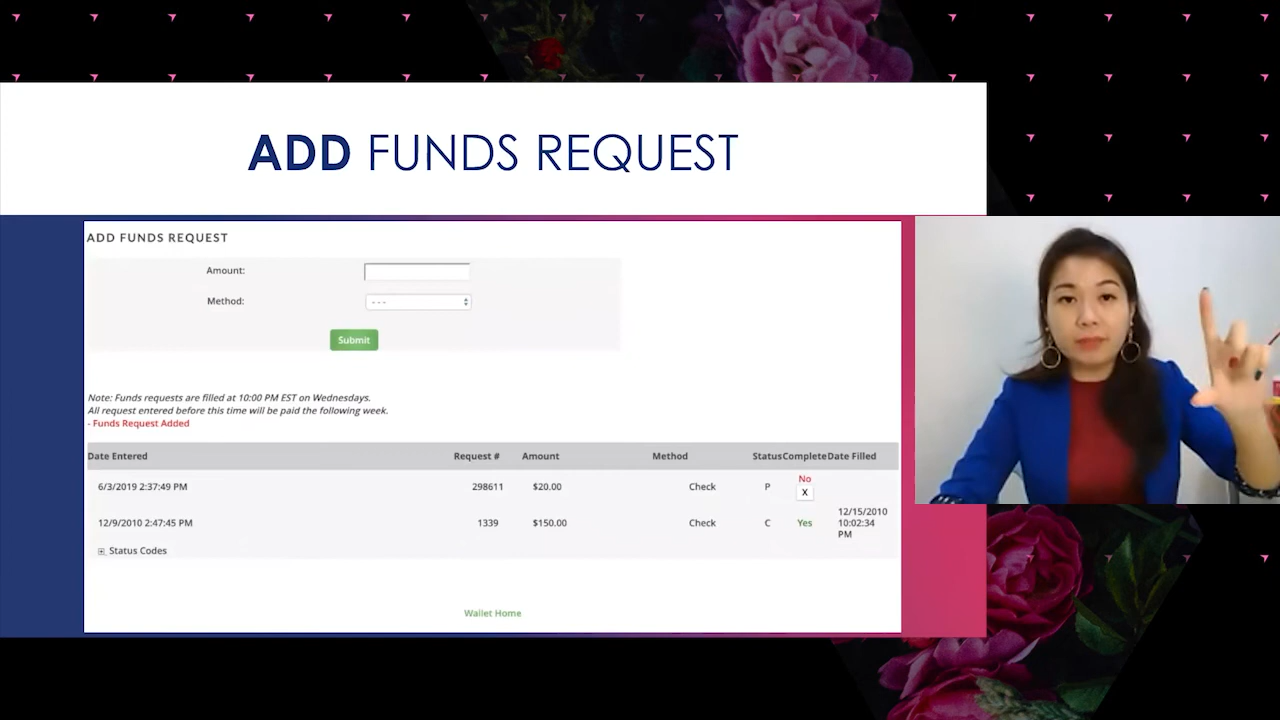 ADD FUNDS REQUEST
ADD FUNDS REQUEST
Amount:
Method:
- - -
Submit
Note: Funds requests are filled at 10:00 PM EST on Wednesdays.
All request entered before this time will be paid the following week.
- Funds Request Added
Date Entered Request # Amount Method Status Complete Date Filled
6/3/2019 2:37:49 PM 298611 $20.00 Check P No
X
12/9/2010 2:47:45 PM 1339 $150.00 Check C Yes 12/15/2010
10:02:34
PM
Status Codes
Wallet Home